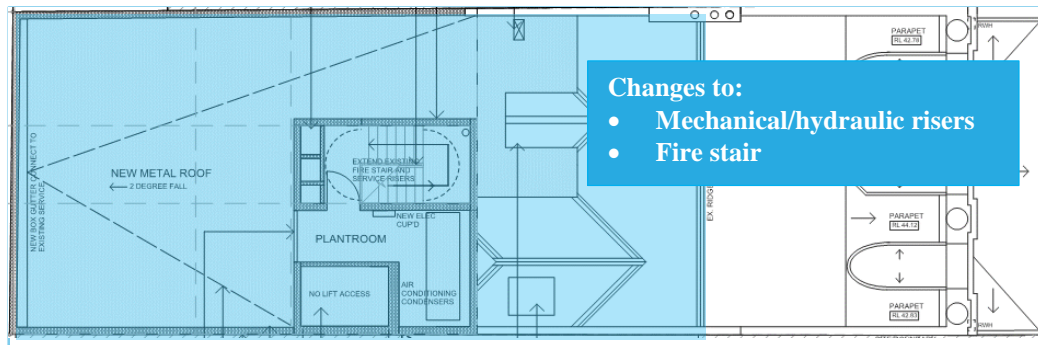 PARAPET
RL 42.78
RWH
Changes to:
• Mechanical/hydraulic risers
• Fire stair
NEW BOX GUTTER CONNECT TO
EXISTING SERVICE
NEW METAL ROOF
2 DEGREE FALL
EXTEND EXISTING
FIRE STAIR AND
SERVICE RISERS
NEW ELEC
CUP'D
PLANTROOM
NO LIFT ACCESS
AIR
CONDITIONING
CONDENSERS
EX. RIDGE
PARAPET
RL 44.12
PARAPET
RL 42.83
RWH